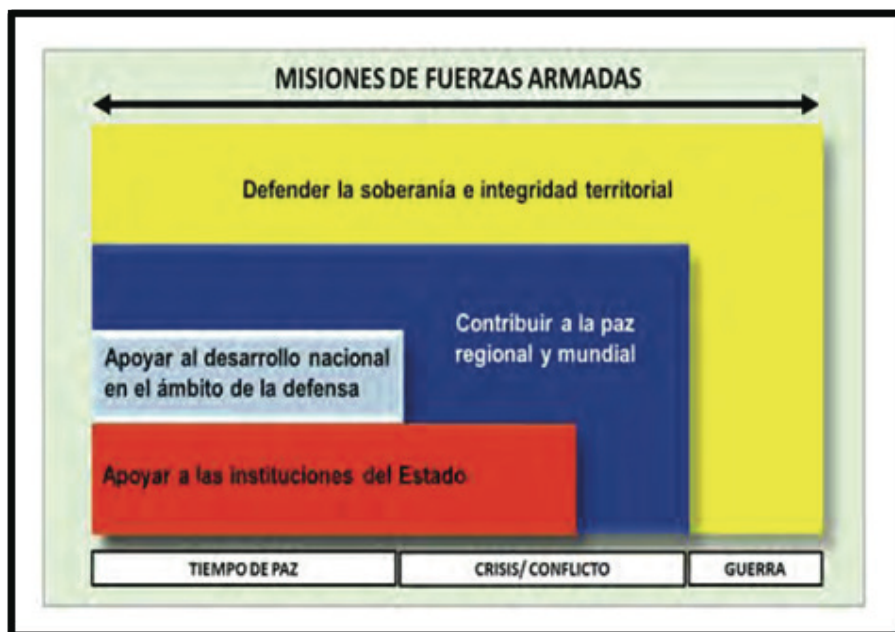 MISIONES DE FUERZAS ARMADAS
Defender la soberanía e integridad territorial
Contribuir a la paz
regional y mundial
Apoyar al desarrollo nacional
en el ámbito de la defensa
Apoyar a las instituciones del Estado
TIEMPO DE PAZ
CRISIS/ CONFLICTO
GUERRA